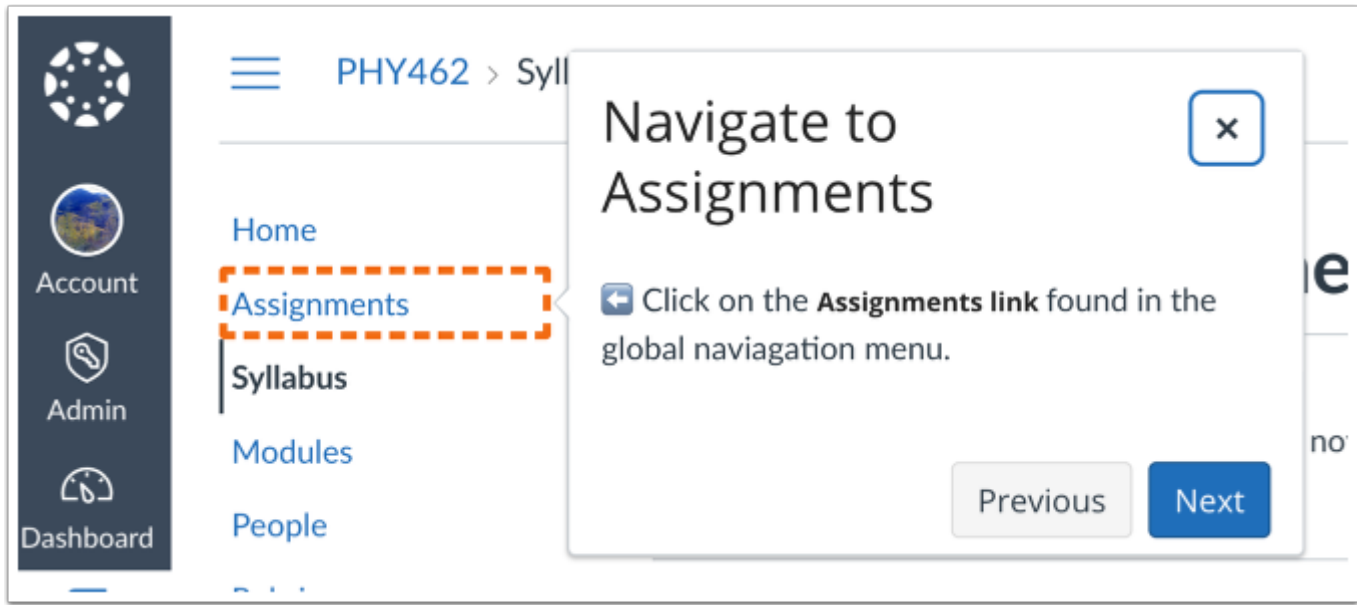 PHY462 > Syll
Account
Admin
Dashboard
Home
Assignments
Syllabus
Modules
People
Navigate to
Assignments
×
⬅ Click on the Assignments link found in the
global naviagation menu.
Previous
Next